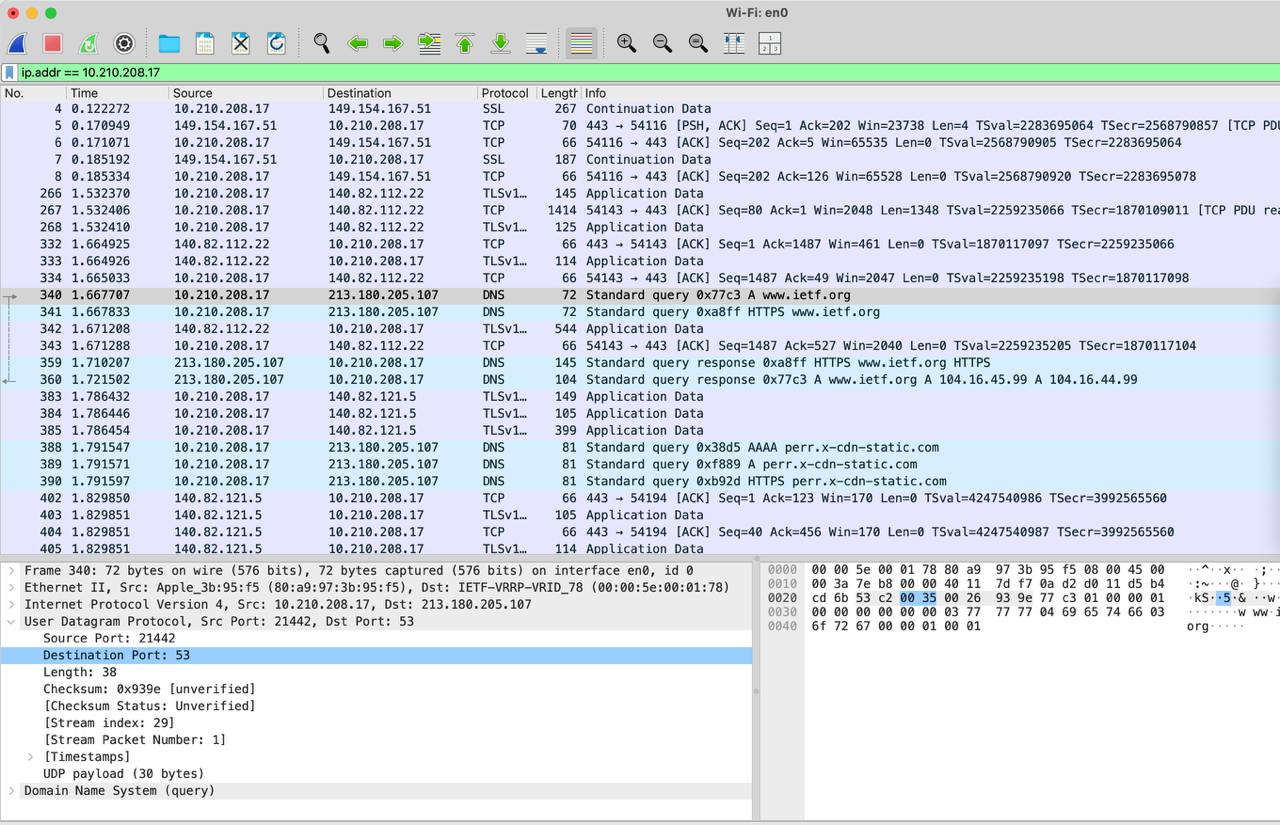 Wi-Fi: en0
ip.addr == 10.210.208.17
No. Time Source Destination Protocol Length Info
4 0.122272 10.210.208.17 149.154.167.51 SSL 267 Continuation Data
5 0.170949 149.154.167.51 10.210.208.17 TCP 70 443 → 54116 [PSH, ACK] Seq=1 Ack=202 Win=23738 Len=4 TSval=2283695064 TSecr=2568790857 [TCP PDU
6 0.171071 10.210.208.17 149.154.167.51 TCP 66 54116 → 443 [ACK] Seq=202 Ack=5 Win=65535 Len=0 TSval=2568790905 TSecr=2283695064
7 0.185192 149.154.167.51 10.210.208.17 SSL 187 Continuation Data
8 0.185334 10.210.208.17 149.154.167.51 TCP 66 54116 → 443 [ACK] Seq=202 Ack=126 Win=65528 Len=0 TSval=2568790920 TSecr=2283695078
266 1.532370 10.210.208.17 140.82.112.22 TLSv1… 145 Application Data
267 1.532406 10.210.208.17 140.82.112.22 TCP 1414 54143 → 443 [ACK] Seq=80 Ack=1 Win=2048 Len=1348 TSval=2259235066 TSecr=1870109011 [TCP PDU rea
268 1.532410 10.210.208.17 140.82.112.22 TLSv1… 125 Application Data
332 1.664925 140.82.112.22 10.210.208.17 TCP 66 443 → 54143 [ACK] Seq=1 Ack=1487 Win=461 Len=0 TSval=1870117097 TSecr=2259235066
333 1.664926 140.82.112.22 10.210.208.17 TLSv1… 114 Application Data
334 1.665033 10.210.208.17 140.82.112.22 TCP 66 54143 → 443 [ACK] Seq=1487 Ack=49 Win=2047 Len=0 TSval=2259235198 TSecr=1870117098
340 1.667707 10.210.208.17 213.180.205.107 DNS 72 Standard query 0x77c3 A www.ietf.org
341 1.667833 10.210.208.17 213.180.205.107 DNS 72 Standard query 0xa8ff HTTPS www.ietf.org
342 1.671208 140.82.112.22 10.210.208.17 TLSv1… 544 Application Data
343 1.671288 10.210.208.17 140.82.112.22 TCP 66 54143 → 443 [ACK] Seq=1487 Ack=527 Win=2040 Len=0 TSval=2259235205 TSecr=1870117104
359 1.710207 213.180.205.107 10.210.208.17 DNS 145 Standard query response 0xa8ff HTTPS www.ietf.org HTTPS
360 1.721502 213.180.205.107 10.210.208.17 DNS 104 Standard query response 0x77c3 A www.ietf.org A 104.16.45.99 A 104.16.44.99
383 1.786432 10.210.208.17 140.82.121.5 TLSv1… 149 Application Data
384 1.786446 10.210.208.17 140.82.121.5 TLSv1… 105 Application Data
385 1.786454 10.210.208.17 140.82.121.5 TLSv1… 399 Application Data
388 1.791547 10.210.208.17 213.180.205.107 DNS 81 Standard query 0x38d5 AAAA perr.x-cdn-static.com
389 1.791571 10.210.208.17 213.180.205.107 DNS 81 Standard query 0xf889 A perr.x-cdn-static.com
390 1.791597 10.210.208.17 213.180.205.107 DNS 81 Standard query 0xb92d HTTPS perr.x-cdn-static.com
402 1.829850 140.82.121.5 10.210.208.17 TCP 66 443 → 54194 [ACK] Seq=1 Ack=123 Win=170 Len=0 TSval=4247540986 TSecr=3992565560
403 1.829851 140.82.121.5 10.210.208.17 TLSv1… 105 Application Data
404 1.829851 140.82.121.5 10.210.208.17 TCP 66 443 → 54194 [ACK] Seq=40 Ack=456 Win=170 Len=0 TSval=4247540987 TSecr=3992565560
405 1.829851 140.82.121.5 10.210.208.17 TLSv1… 114 Application Data
Frame 340: 72 bytes on wire (576 bits), 72 bytes captured (576 bits) on interface en0, id 0
Ethernet II, Src: Apple_3b:95:f5 (80:a9:97:3b:95:f5), Dst: IETF-VRRP-VRID_78 (00:00:5e:00:01:78)
Internet Protocol Version 4, Src: 10.210.208.17, Dst: 213.180.205.107
User Datagram Protocol, Src Port: 21442, Dst Port: 53
Source Port: 21442
Destination Port: 53
Length: 38
Checksum: 0x939e [unverified]
[Checksum Status: Unverified]
[Stream index: 29]
[Stream Packet Number: 1]
[Timestamps]
UDP payload (30 bytes)
Domain Name System (query)
0000 00 00 5e 00 01 78 80 a9 97 3b 95 f5 08 00 45 00 ··^··x·· ·;··
0010 00 3a 7e b8 00 00 40 11 7d f7 0a d2 d0 11 d5 b4 ·:~···@· }···
0020 cd 6b 53 c2 00 35 00 26 93 9e 77 c3 01 00 00 01 ·kS··5·& ··w·
0030 00 00 00 00 00 00 03 77 77 77 04 69 65 74 66 03 ·······w ww·i
0040 6f 72 67 00 00 01 00 01 org·····